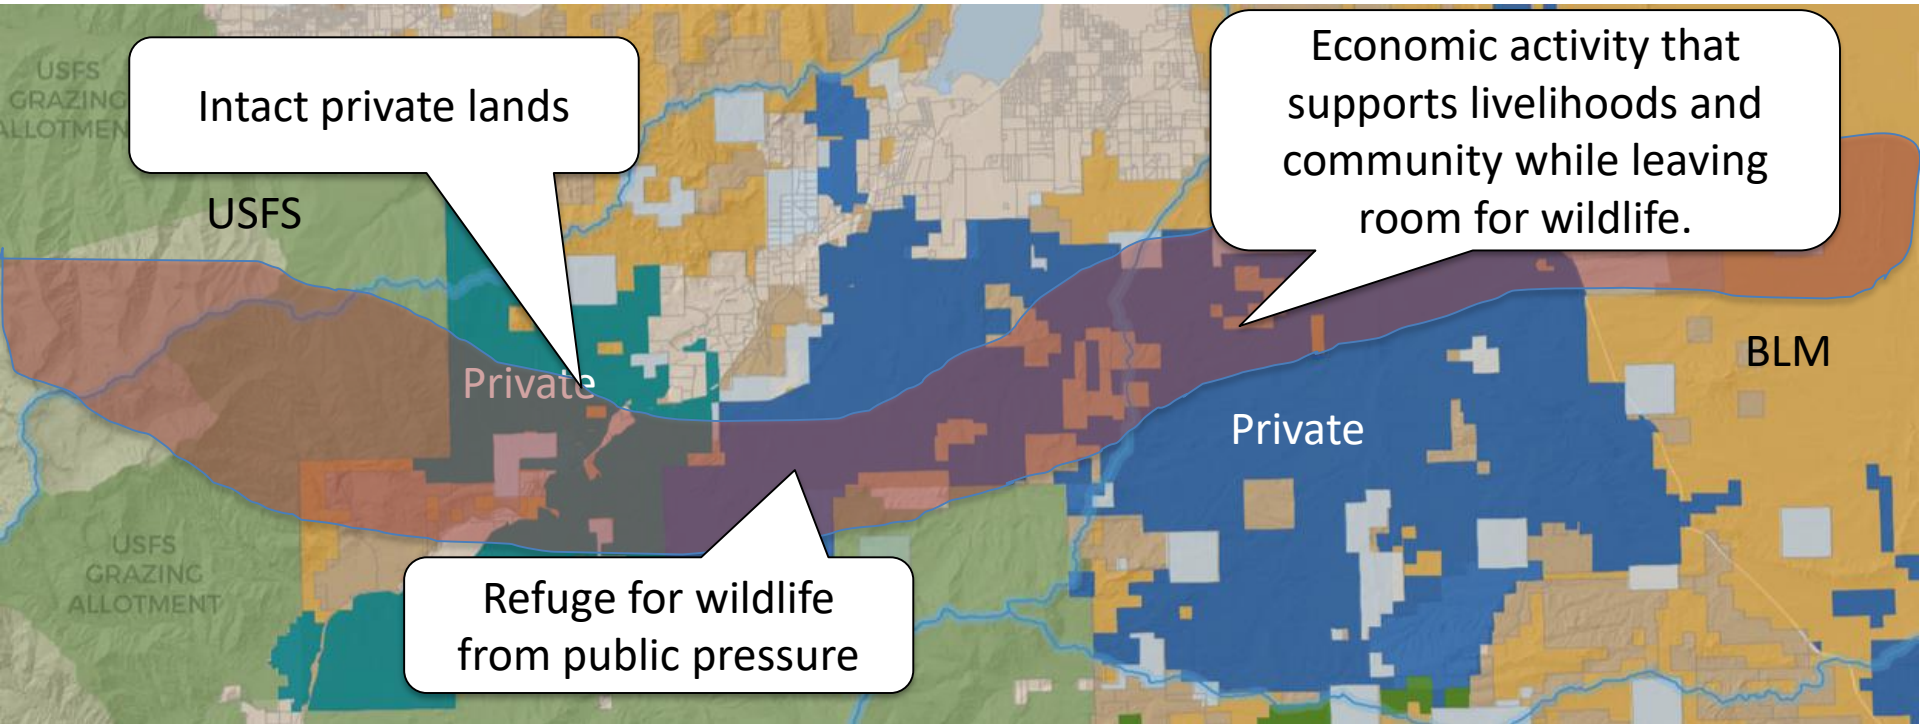 USFS
GRAZING
ALLOTMEN
Intact private lands
Economic activity that
supports livelihoods and
community while leaving
room for wildlife.
USFS
Private
BLM
Private
USFS
GRAZING
ALLOTMENT
Refuge for wildlife
from public pressure